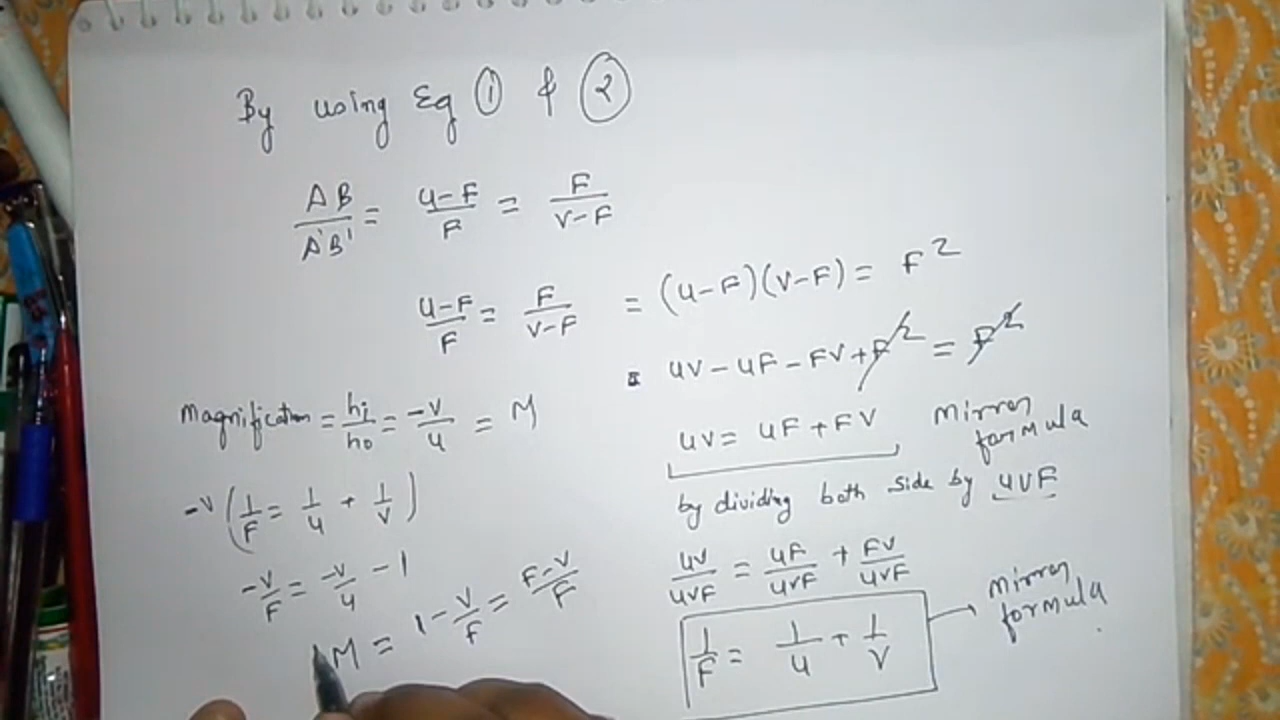 By using Eq ① & ②
AB/A'B' = u-F/F = F/v-F
u-F/F = F/v-F = (u-F)(v-F) = F²
uv - uF - Fv + F² = F²
uv = uF + Fv mirror formula
by dividing both side by uvF
uv/uvF = uF/uvF + Fv/uvF
1/F = 1/u + 1/v → mirror formula
Magnification = hi/ho = -v/u = M
-v(1/F = 1/u + 1/v)
-v/F = -v/u - 1
M = 1 - v/F = F-v/F